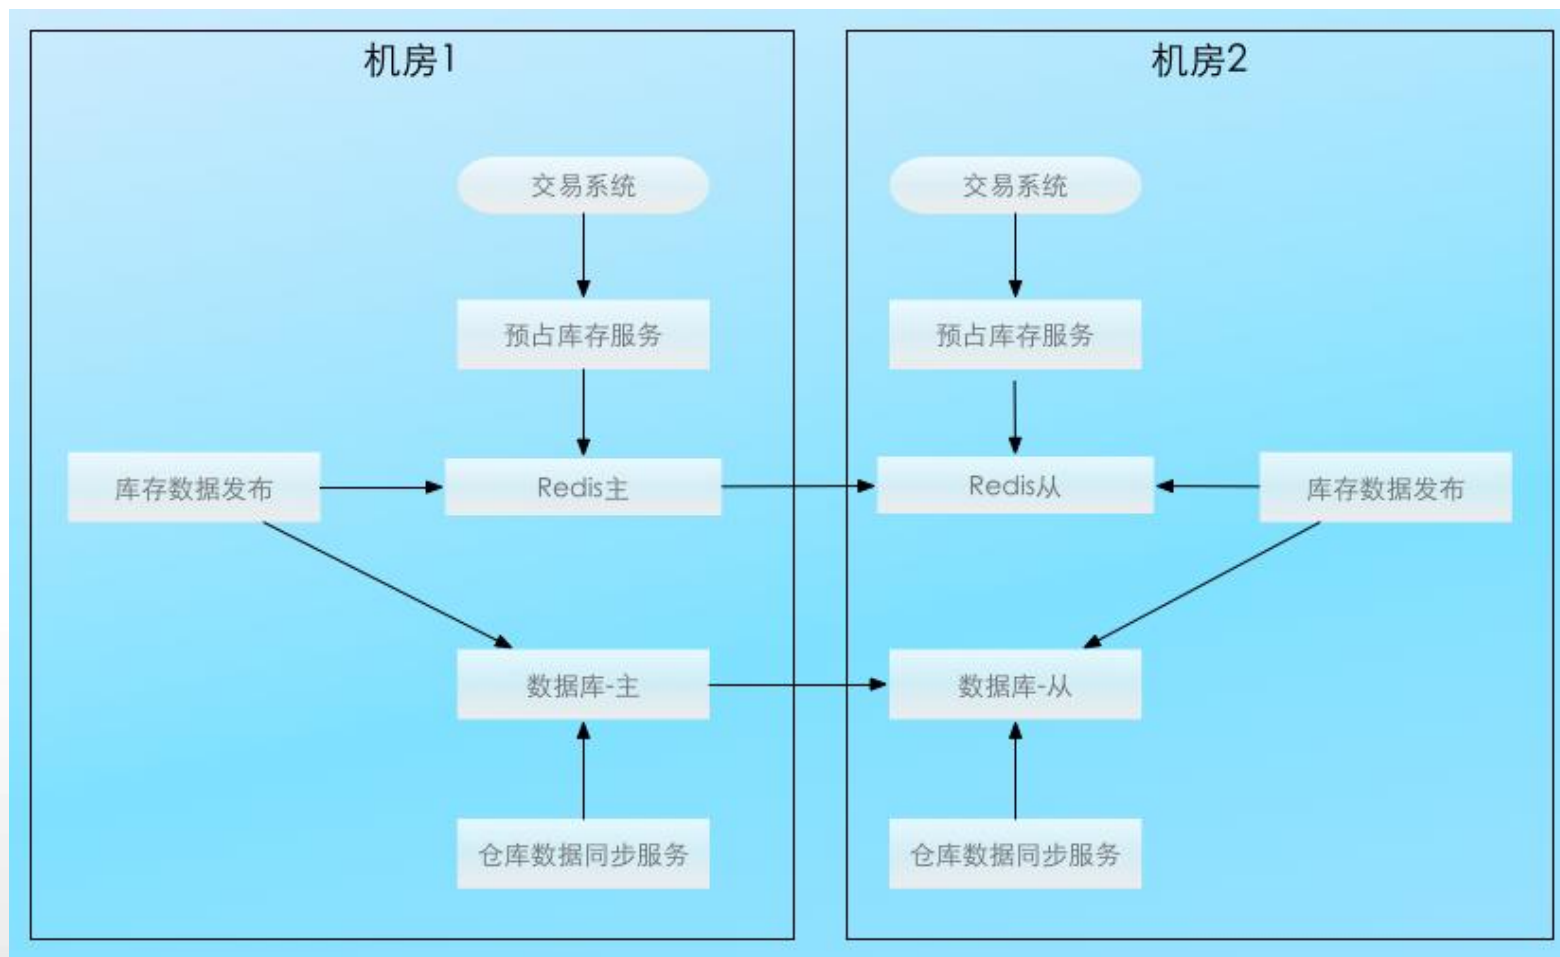 机房1
机房2
交易系统
交易系统
预占库存服务
预占库存服务
库存数据发布
Redis主
Redis从
库存数据发布
数据库-主
数据库-从
仓库数据同步服务
仓库数据同步服务